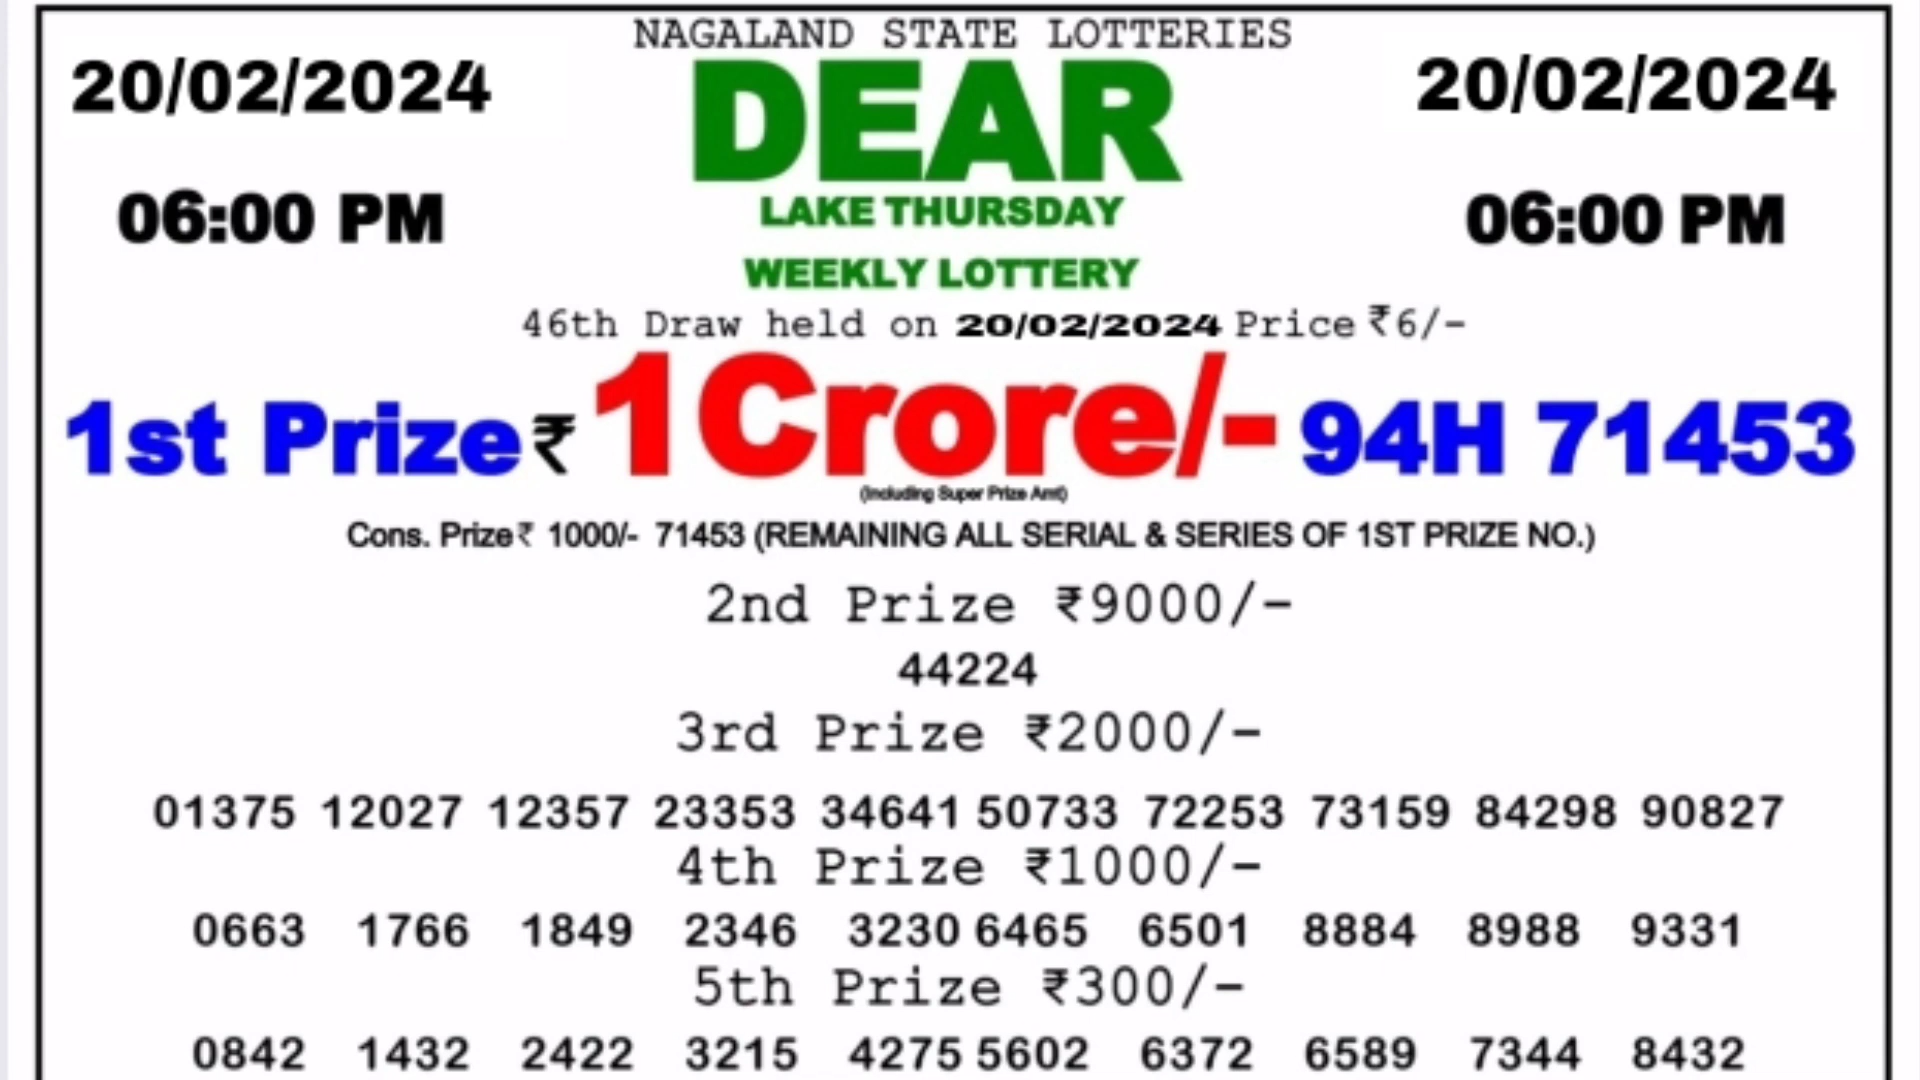 NAGALAND STATE LOTTERIES
20/02/2024 DEAR 20/02/2024
06:00 PM LAKE THURSDAY 06:00 PM
WEEKLY LOTTERY
46th Draw held on 20/02/2024 Price ₹6/-
1st Prize ₹ 1Crore/- 94H 71453
(Including Super Prize Amt)
Cons. Prize ₹ 1000/- 71453 (REMAINING ALL SERIAL & SERIES OF 1ST PRIZE NO.)
2nd Prize ₹9000/-
44224
3rd Prize ₹2000/-
01375 12027 12357 23353 34641 50733 72253 73159 84298 90827
4th Prize ₹1000/-
0663 1766 1849 2346 3230 6465 6501 8884 8988 9331
5th Prize ₹300/-
0842 1432 2422 3215 4275 5602 6372 6589 7344 8432